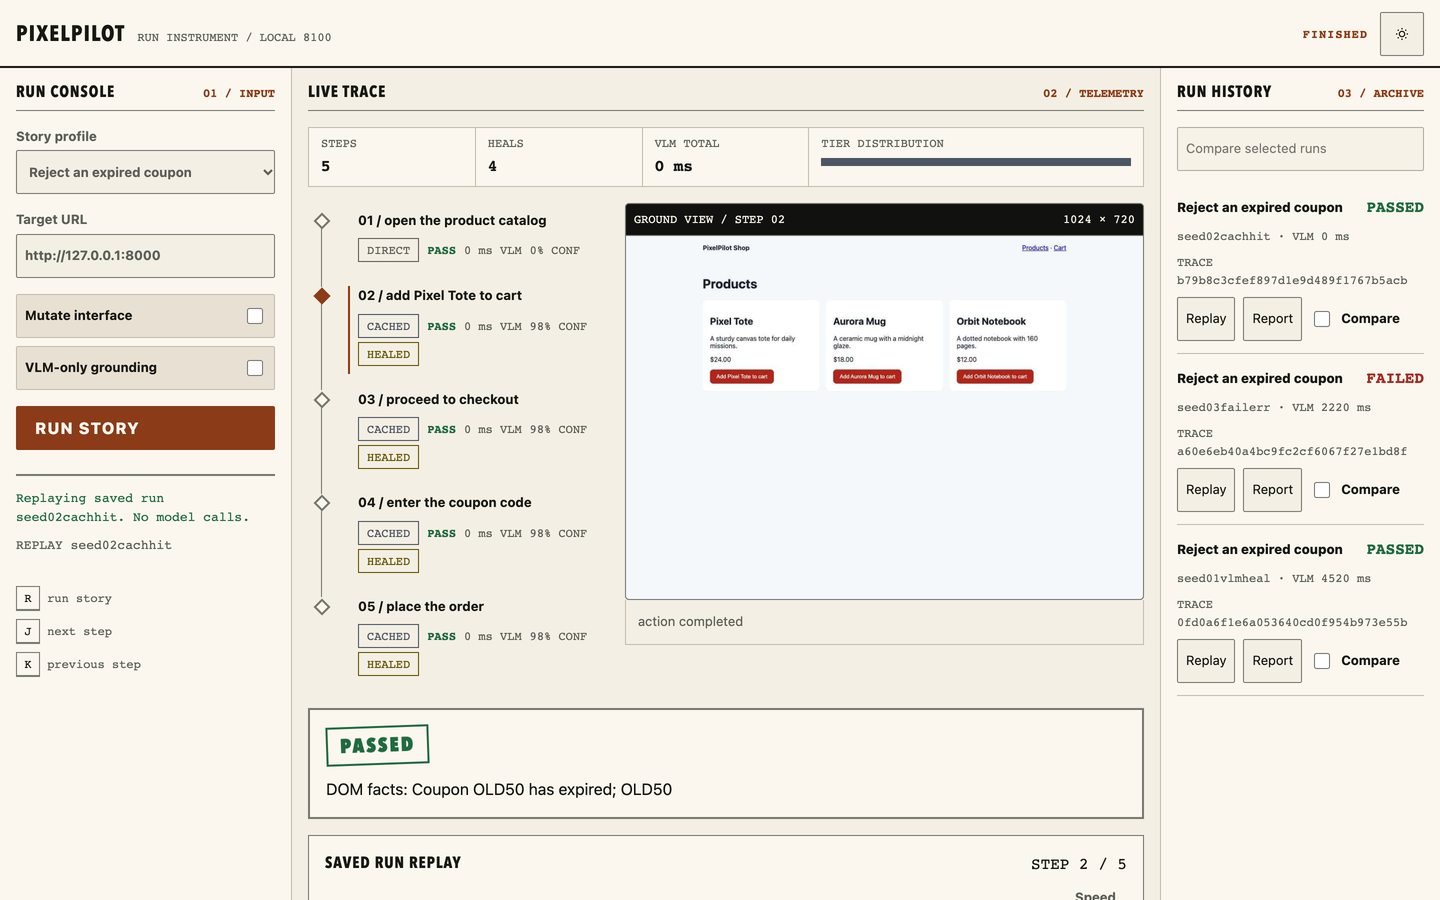 PIXELPILOT RUN INSTRUMENT / LOCAL 8100
FINISHED
RUN CONSOLE 01 / INPUT
Story profile
Reject an expired coupon
Target URL
http://127.0.0.1:8000
Mutate interface
VLM-only grounding
RUN STORY
Replaying saved run
seed02cachhit. No model calls.
REPLAY seed02cachhit
R run story
J next step
K previous step
LIVE TRACE 02 / TELEMETRY
STEPS
5
HEALS
4
VLM TOTAL
0 ms
TIER DISTRIBUTION
01 / open the product catalog
DIRECT PASS 0 ms VLM 0% CONF
02 / add Pixel Tote to cart
CACHED PASS 0 ms VLM 98% CONF
HEALED
03 / proceed to checkout
CACHED PASS 0 ms VLM 98% CONF
HEALED
04 / enter the coupon code
CACHED PASS 0 ms VLM 98% CONF
HEALED
05 / place the order
CACHED PASS 0 ms VLM 98% CONF
HEALED
GROUND VIEW / STEP 02 1024 × 720
PixelPilot Shop Products · Cart
Products
Pixel Tote
A sturdy canvas tote for daily
missions.
$24.00
Add Pixel Tote to cart
Aurora Mug
A ceramic mug with a midnight
glaze.
$18.00
Add Aurora Mug to cart
Orbit Notebook
A dotted notebook with 160
pages.
$12.00
Add Orbit Notebook to cart
action completed
PASSED
DOM facts: Coupon OLD50 has expired; OLD50
SAVED RUN REPLAY STEP 2 / 5
Speed
RUN HISTORY 03 / ARCHIVE
Compare selected runs
Reject an expired coupon PASSED
seed02cachhit · VLM 0 ms
TRACE
b79b8c3cfef897d1e9d489f1767b5acb
Replay Report Compare
Reject an expired coupon FAILED
seed03failerr · VLM 2220 ms
TRACE
a60e6eb40a4bc9fc2cf6067f27e1bd8f
Replay Report Compare
Reject an expired coupon PASSED
seed01vlmheal · VLM 4520 ms
TRACE
0fd0a6f1e6a053640cd0f954b973e55b
Replay Report Compare